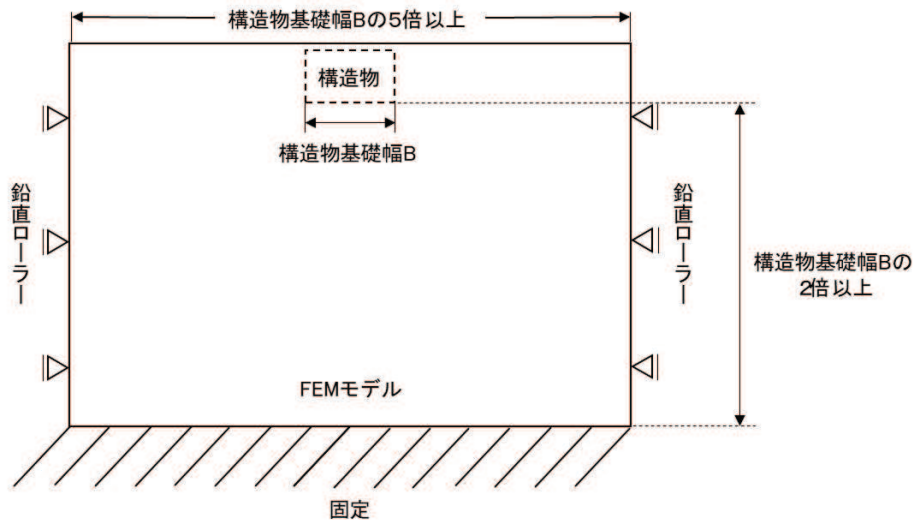 構造物基礎幅Bの5倍以上
構造物
構造物基礎幅B
鉛直ローラー
鉛直ローラー
構造物基礎幅Bの
2倍以上
FEMモデル
固定